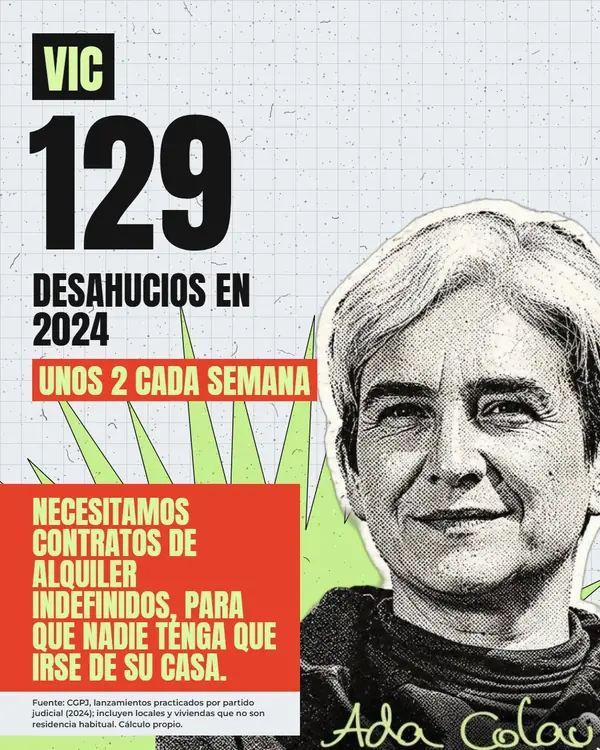 VIC
129
DESAHUCIOS EN
2024
UNOS 2 CADA SEMANA
NECESITAMOS
CONTRATOS DE
ALQUILER
INDEFINIDOS, PARA
QUE NADIE TENGA QUE
IRSE DE SU CASA.
Fuente: CGPJ, lanzamientos practicados por partido
judicial (2024); incluyen locales y viviendas que no son
residencia habitual. Cálculo propio.
Ada Colau